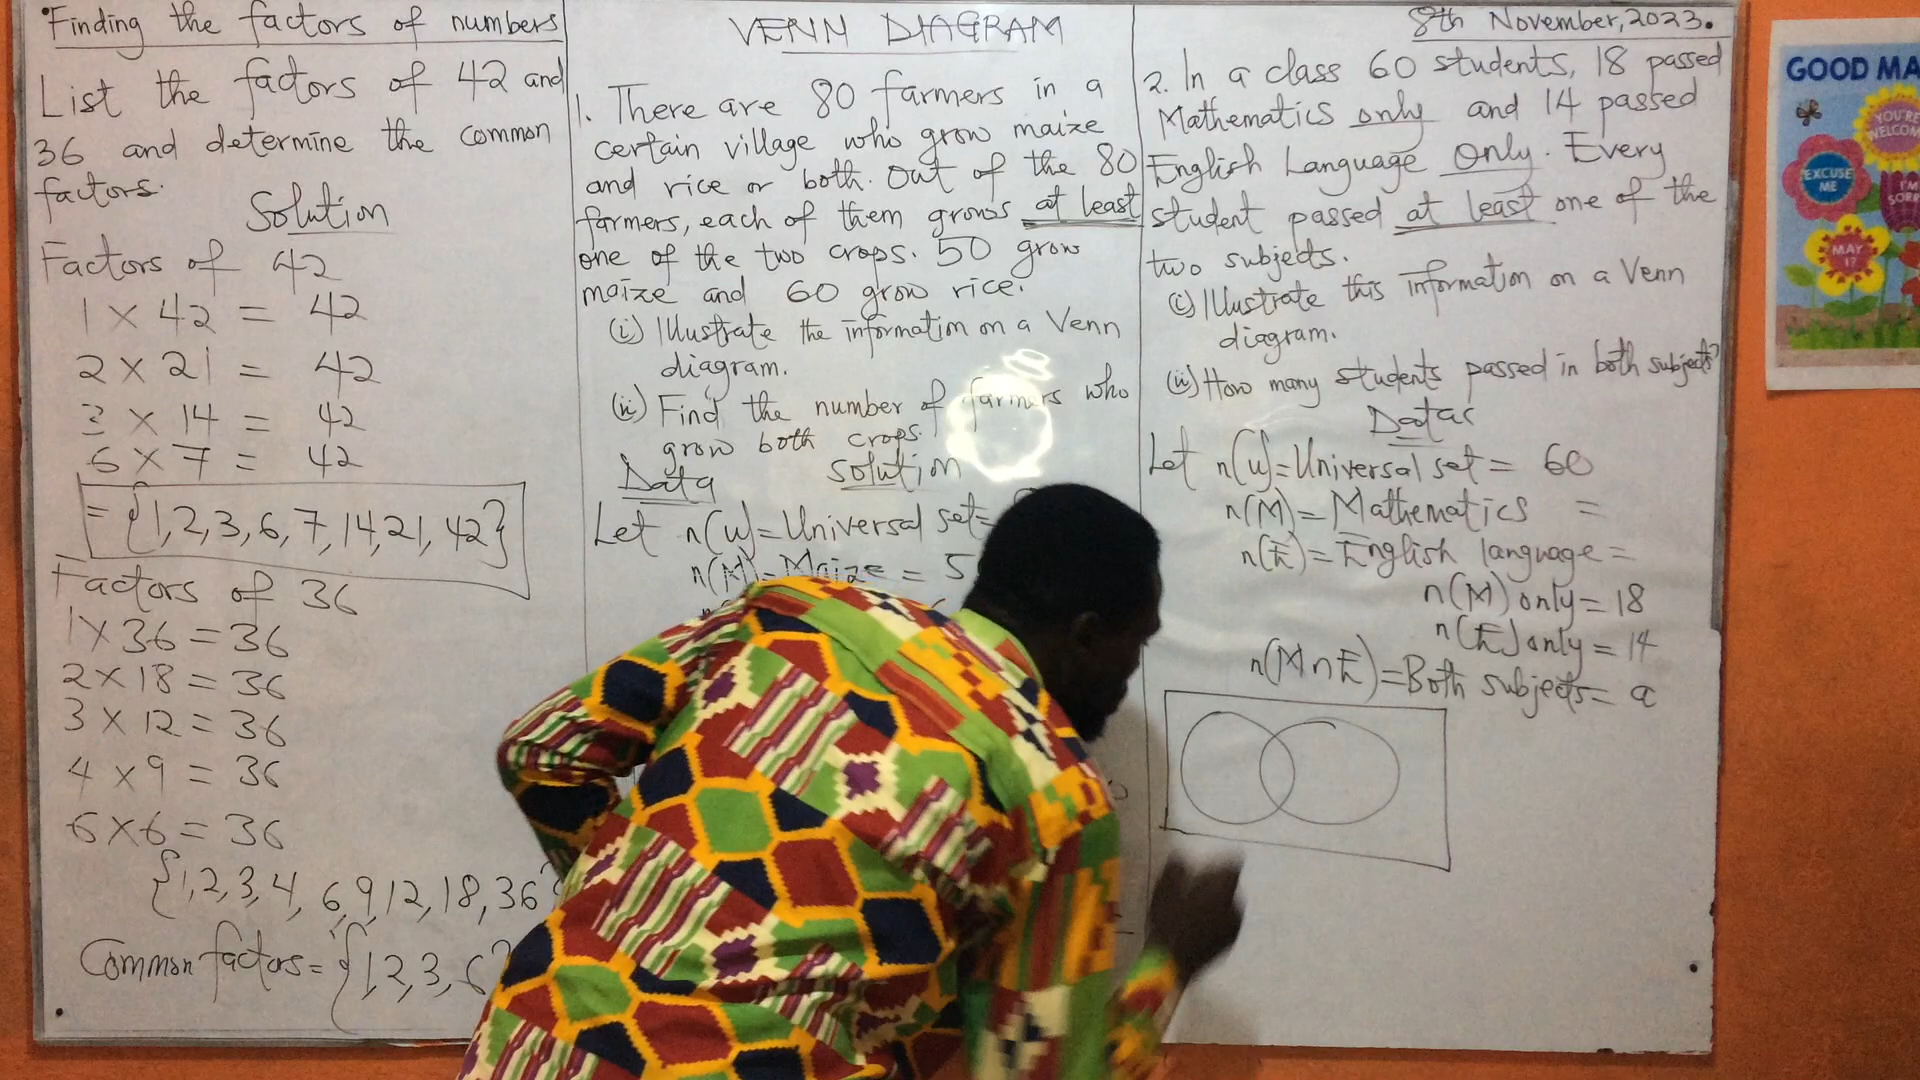 Finding the factors of numbers
List the factors of 42 and
36 and determine the common
factors.
Solution
Factors of 42
1 × 42 = 42
2 × 21 = 42
3 × 14 = 42
6 × 7 = 42
= {1,2,3,6,7,14,21,42}
Factors of 36
1 × 36 = 36
2 × 18 = 36
3 × 12 = 36
4 × 9 = 36
6 × 6 = 36
{1,2,3,4,6,9,12,18,36}
Common factors = {1,2,3,6}
VENN DIAGRAM
1. There are 80 farmers in a
certain village who grow maize
and rice or both. Out of the 80
farmers, each of them grows at least
one of the two crops. 50 grow
maize and 60 grow rice.
(i) Illustrate the information on a Venn
diagram.
(ii) Find the number of farmers who
grow both crops.
Data Solution
Let n(u)=Universal set=
n(M)=Maize = 5
8th November, 2023.
2. In a class 60 students, 18 passed
Mathematics only and 14 passed
English Language Only. Every
student passed at least one of the
two subjects.
(i) Illustrate this information on a Venn
diagram.
(ii) How many students passed in both subjects?
Datas
Let n(u)=Universal set = 60
n(M)=Mathematics =
n(E)=English language =
n(M) only = 18
n(E) only = 14
n(M∩E)=Both subjects= a
GOOD MA
YOU'RE
WELCOM
EXCUSE
ME
I'M
SORR
MAY
I?